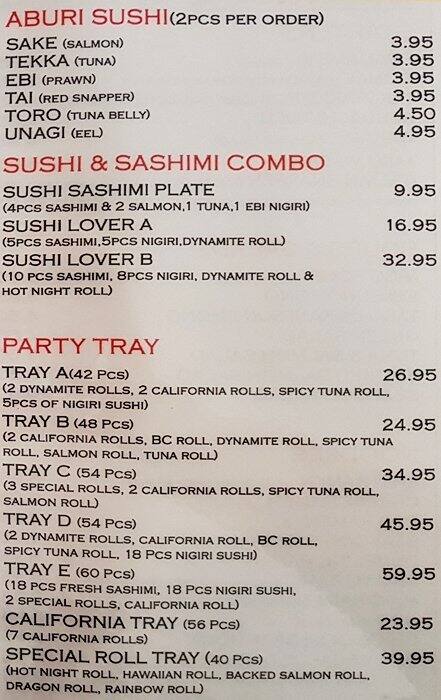 ABURI SUSHI(2PCS PER ORDER)
SAKE (SALMON) 3.95
TEKKA (TUNA) 3.95
EBI (PRAWN) 3.95
TAI (RED SNAPPER) 3.95
TORO (TUNA BELLY) 4.50
UNAGI (EEL) 4.95
SUSHI & SASHIMI COMBO
SUSHI SASHIMI PLATE 9.95
(4PCS SASHIMI & 2 SALMON,1 TUNA,1 EBI NIGIRI)
SUSHI LOVER A 16.95
(5PCS SASHIMI,5PCS NIGIRI,DYNAMITE ROLL)
SUSHI LOVER B 32.95
(10 PCS SASHIMI, 8PCS NIGIRI, DYNAMITE ROLL &
HOT NIGHT ROLL)
PARTY TRAY
TRAY A(42 PCS) 26.95
(2 DYNAMITE ROLLS, 2 CALIFORNIA ROLLS, SPICY TUNA ROLL,
5PCS OF NIGIRI SUSHI)
TRAY B (48 PCS) 24.95
(2 CALIFORNIA ROLLS, BC ROLL, DYNAMITE ROLL, SPICY TUNA
ROLL, SALMON ROLL, TUNA ROLL)
TRAY C (54 PCS) 34.95
(3 SPECIAL ROLLS, 2 CALIFORNIA ROLLS, SPICY TUNA ROLL,
SALMON ROLL)
TRAY D (54 PCS) 45.95
(2 DYNAMITE ROLLS, CALIFORNIA ROLL, BC ROLL,
SPICY TUNA ROLL, 18 PCS NIGIRI SUSHI)
TRAY E (60 PCS) 59.95
(18 PCS FRESH SASHIMI, 18 PCS NIGIRI SUSHI,
2 SPECIAL ROLLS, CALIFORNIA ROLL)
CALIFORNIA TRAY (56 PCS) 23.95
(7 CALIFORNIA ROLLS)
SPECIAL ROLL TRAY (40 PCS) 39.95
(HOT NIGHT ROLL, HAWAIIAN ROLL, BACKED SALMON ROLL,
DRAGON ROLL, RAINBOW ROLL)